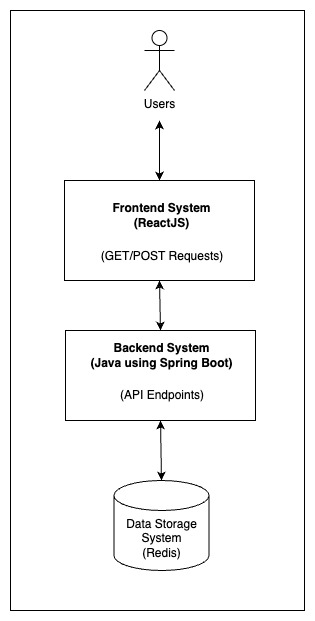 Users
Frontend System
(ReactJS)
(GET/POST Requests)
Backend System
(Java using Spring Boot)
(API Endpoints)
Data Storage
System
(Redis)